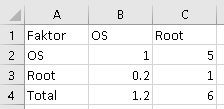 A B C
1 Faktor OS Root
2 OS 1 5
3 Root 0.2 1
4 Total 1.2 6